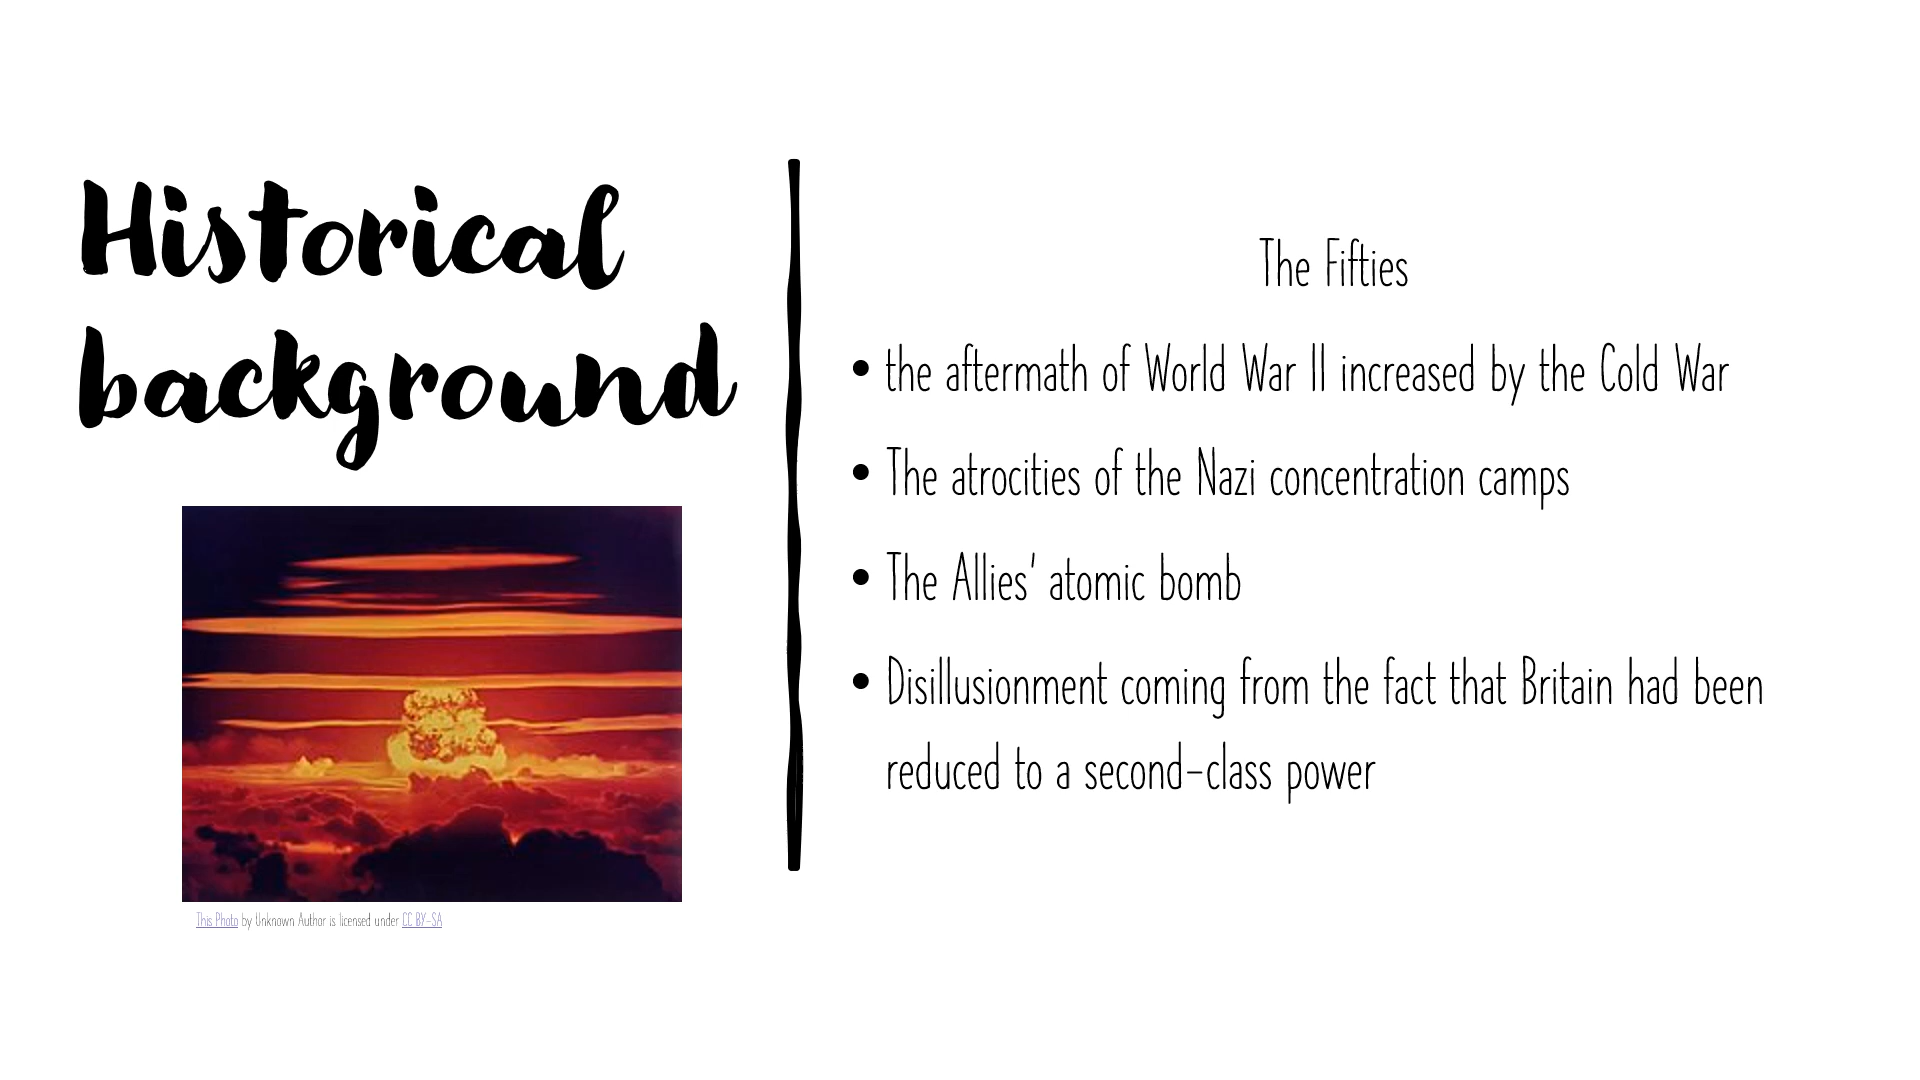 Historical
background
This Photo by Unknown Author is licensed under CC BY-SA
The Fifties
• the aftermath of World War II increased by the Cold War
• The atrocities of the Nazi concentration camps
• The Allies' atomic bomb
• Disillusionment coming from the fact that Britain had been
reduced to a second-class power